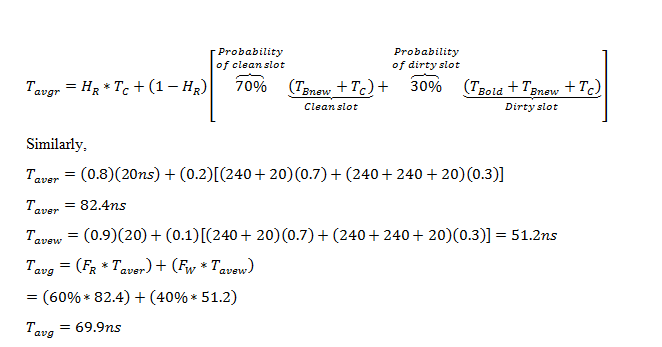 Probability Probability
of clean slot of dirty slot
T_avgr = H_R * T_C + (1 − H_R) [ 70% (T_Bnew + T_C) + 30% (T_Bold + T_Bnew + T_C) ]
Clean slot Dirty slot
Similarly,
T_aver = (0.8)(20ns) + (0.2)[(240 + 20)(0.7) + (240 + 240 + 20)(0.3)]
T_aver = 82.4ns
T_avew = (0.9)(20) + (0.1)[(240 + 20)(0.7) + (240 + 240 + 20)(0.3)] = 51.2ns
T_avg = (F_R * T_aver) + (F_W * T_avew)
= (60% * 82.4) + (40% * 51.2)
T_avg = 69.9ns